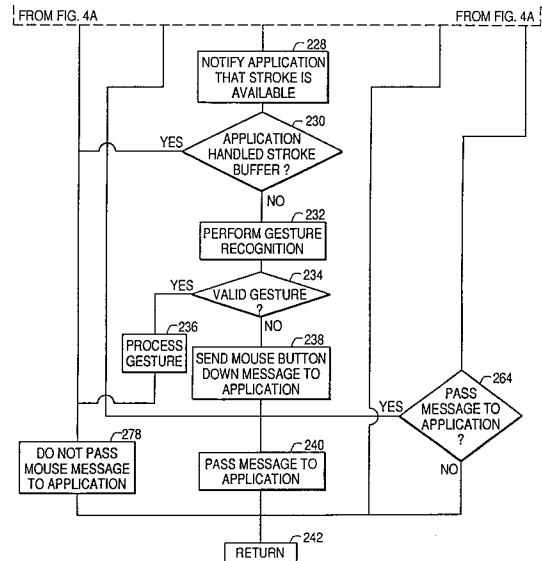 FROM FIG. 4A
FROM FIG. 4A
228
NOTIFY APPLICATION
THAT STROKE IS
AVAILABLE
230
YES
APPLICATION
HANDLED STROKE
BUFFER ?
NO
232
PERFORM GESTURE
RECOGNITION
234
YES
VALID GESTURE
?
NO
236
PROCESS
GESTURE
238
SEND MOUSE BUTTON
DOWN MESSAGE TO
APPLICATION
264
YES
PASS
MESSAGE TO
APPLICATION
?
NO
278
DO NOT PASS
MOUSE MESSAGE
TO APPLICATION
240
PASS MESSAGE TO
APPLICATION
242
RETURN